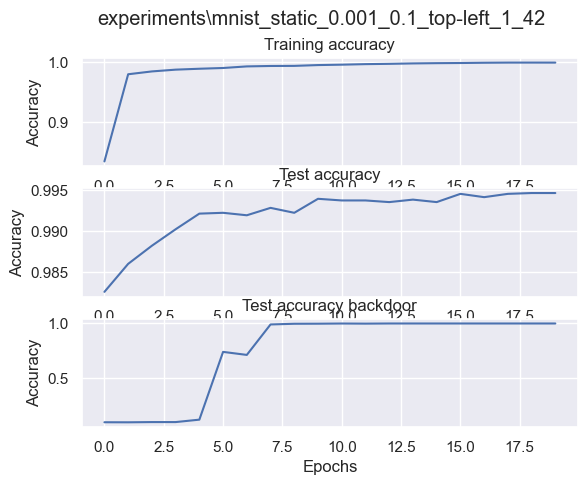 experiments\mnist_static_0.001_0.1_top-left_1_42
Training accuracy
1.0
0.9
Accuracy
0.0 2.5 5.0 7.5 10.0 12.5 15.0 17.5
Test accuracy
0.995
0.990
0.985
Accuracy
0.0 2.5 5.0 7.5 10.0 12.5 15.0 17.5
Test accuracy backdoor
1.0
0.5
Accuracy
0.0 2.5 5.0 7.5 10.0 12.5 15.0 17.5
Epochs